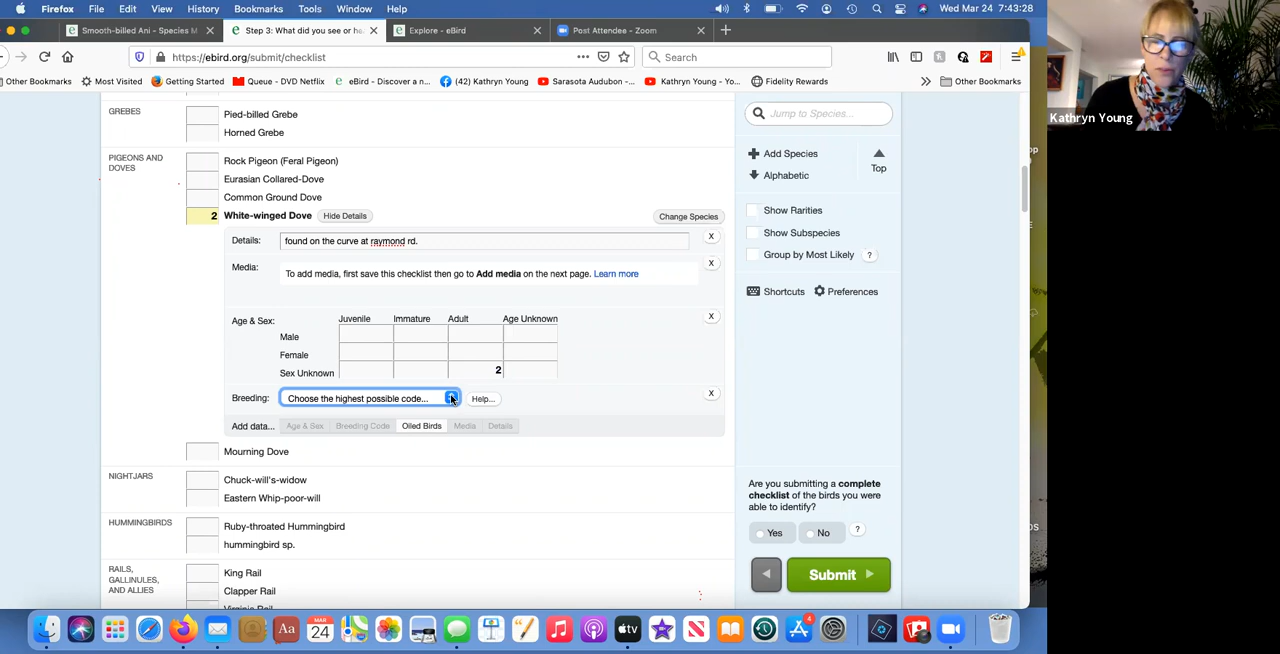 Firefox File Edit View History Bookmarks Tools Window Help Wed Mar 24 7:43:28
Smooth-billed Ani - Species M Step 3: What did you see or he Explore - eBird Post Attendee - Zoom
https://ebird.org/submit/checklist Search
Other Bookmarks Most Visited Getting Started Queue - DVD Netflix eBird - Discover a n... (42) Kathryn Young Sarasota Audubon -... Kathryn Young - Yo... Fidelity Rewards Other Bookmarks
Kathryn Young
GREBES
Pied-billed Grebe
Horned Grebe
PIGEONS AND
DOVES
Rock Pigeon (Feral Pigeon)
Eurasian Collared-Dove
Common Ground Dove
2 White-winged Dove Hide Details Change Species
Details: found on the curve at raymond rd. X
Media: To add media, first save this checklist then go to Add media on the next page. Learn more X
Age & Sex: Juvenile Immature Adult Age Unknown X
Male
Female
Sex Unknown 2
Breeding: Choose the highest possible code... Help... X
Add data... Age & Sex Breeding Code Oiled Birds Media Details
Mourning Dove
NIGHTJARS
Chuck-will's-widow
Eastern Whip-poor-will
HUMMINGBIRDS
Ruby-throated Hummingbird
hummingbird sp.
RAILS,
GALLINULES,
AND ALLIES
King Rail
Clapper Rail
Virginia Rail
Jump to Species...
Add Species
Alphabetic
Top
Show Rarities
Show Subspecies
Group by Most Likely ?
Shortcuts Preferences
Are you submitting a complete
checklist of the birds you were
able to identify?
Yes No ?
Submit
MAR
24
Aa
tv
4